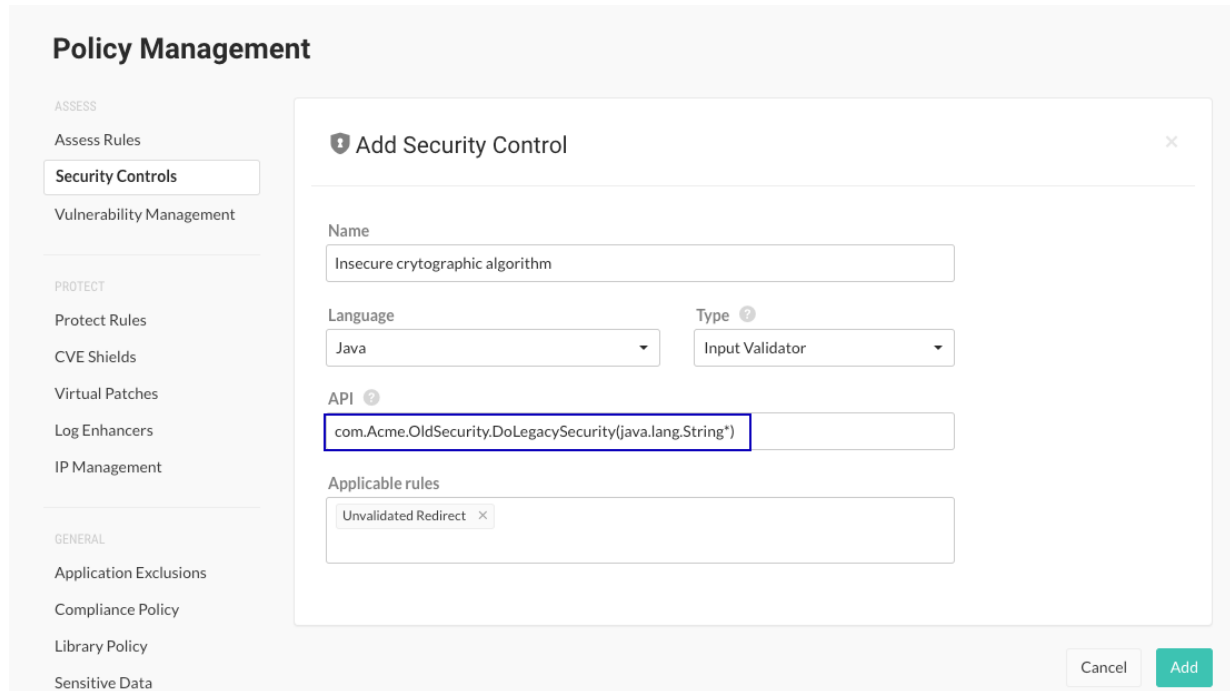 Policy Management
ASSESS
Assess Rules
Security Controls
Vulnerability Management
PROTECT
Protect Rules
CVE Shields
Virtual Patches
Log Enhancers
IP Management
GENERAL
Application Exclusions
Compliance Policy
Library Policy
Sensitive Data
Add Security Control
Name
Insecure crytographic algorithm
Language
Type
Java
Input Validator
API
com.Acme.OldSecurity.DoLegacySecurity(java.lang.String*)
Applicable rules
Unvalidated Redirect
Cancel
Add